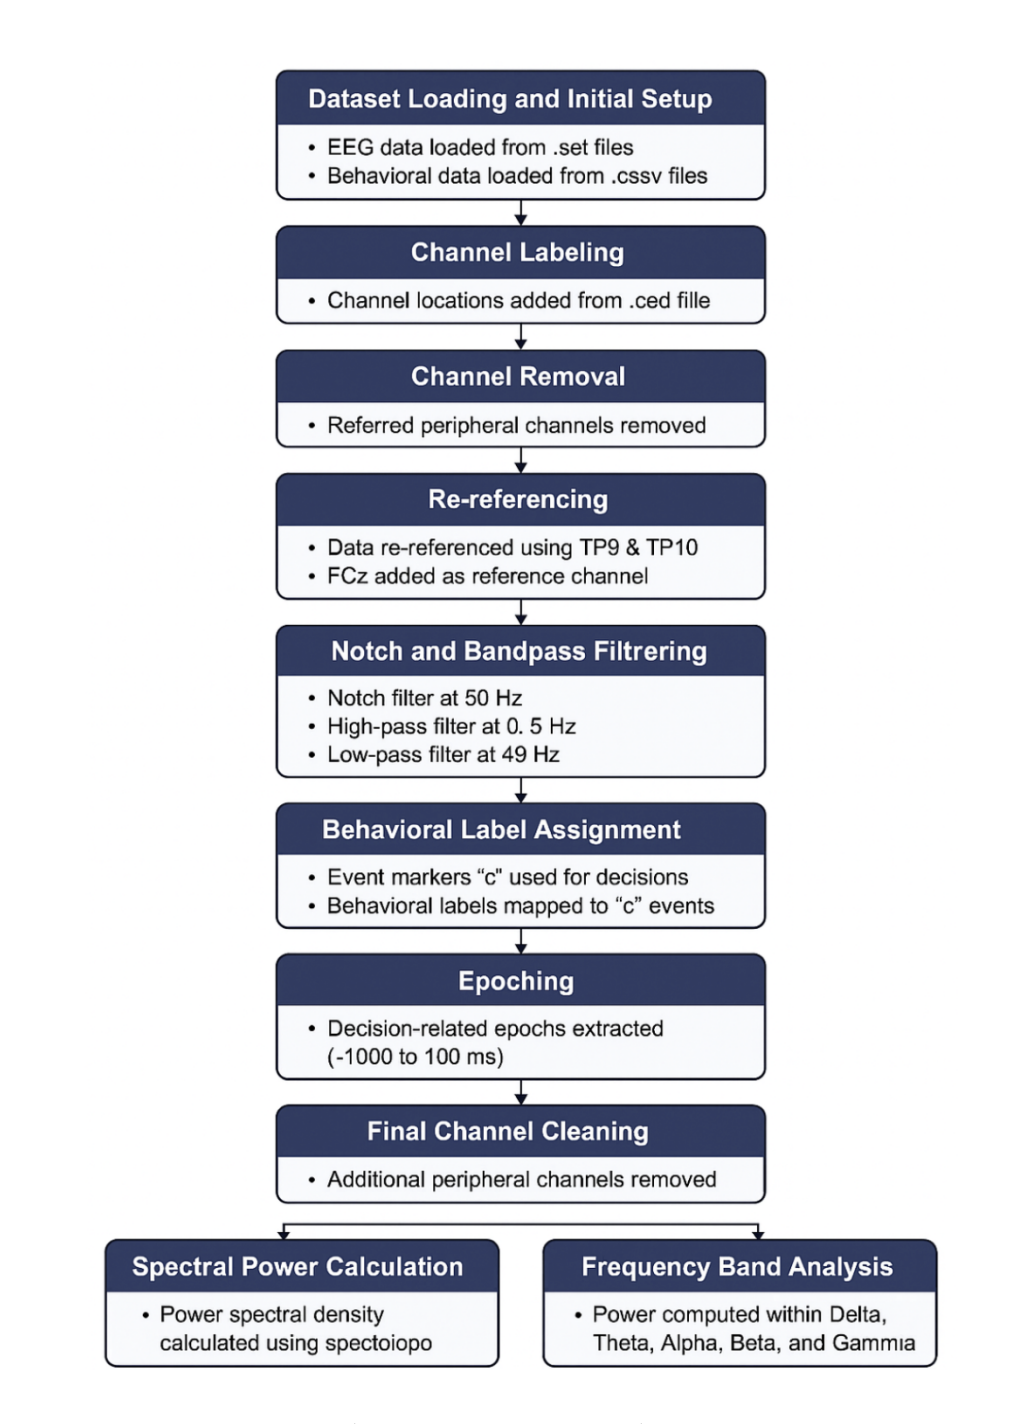 Dataset Loading and Initial Setup
• EEG data loaded from .set files
• Behavioral data loaded from .cssv files
Channel Labeling
• Channel locations added from .ced fille
Channel Removal
• Referred peripheral channels removed
Re-referencing
• Data re-referenced using TP9 & TP10
• FCz added as reference channel
Notch and Bandpass Filtrering
• Notch filter at 50 Hz
• High-pass filter at 0. 5 Hz
• Low-pass filter at 49 Hz
Behavioral Label Assignment
• Event markers “c" used for decisions
• Behavioral labels mapped to “c” events
Epoching
• Decision-related epochs extracted
(-1000 to 100 ms)
Final Channel Cleaning
• Additional peripheral channels removed
Spectral Power Calculation
• Power spectral density
calculated using spectoiopo
Frequency Band Analysis
• Power computed within Delta,
Theta, Alpha, Beta, and Gammıa